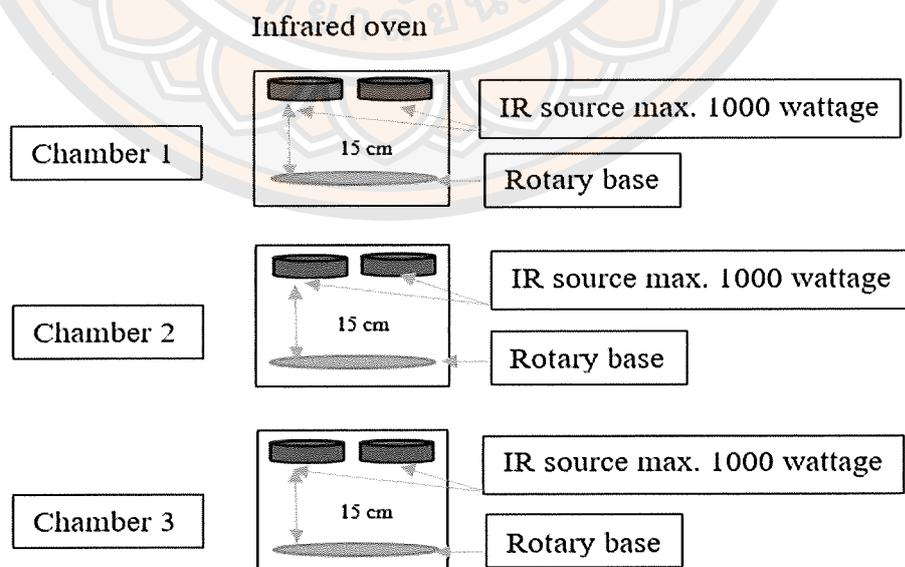 Infrared oven
Chamber 1
15 cm
IR source max. 1000 wattage
Rotary base
Chamber 2
15 cm
IR source max. 1000 wattage
Rotary base
Chamber 3
15 cm
IR source max. 1000 wattage
Rotary base